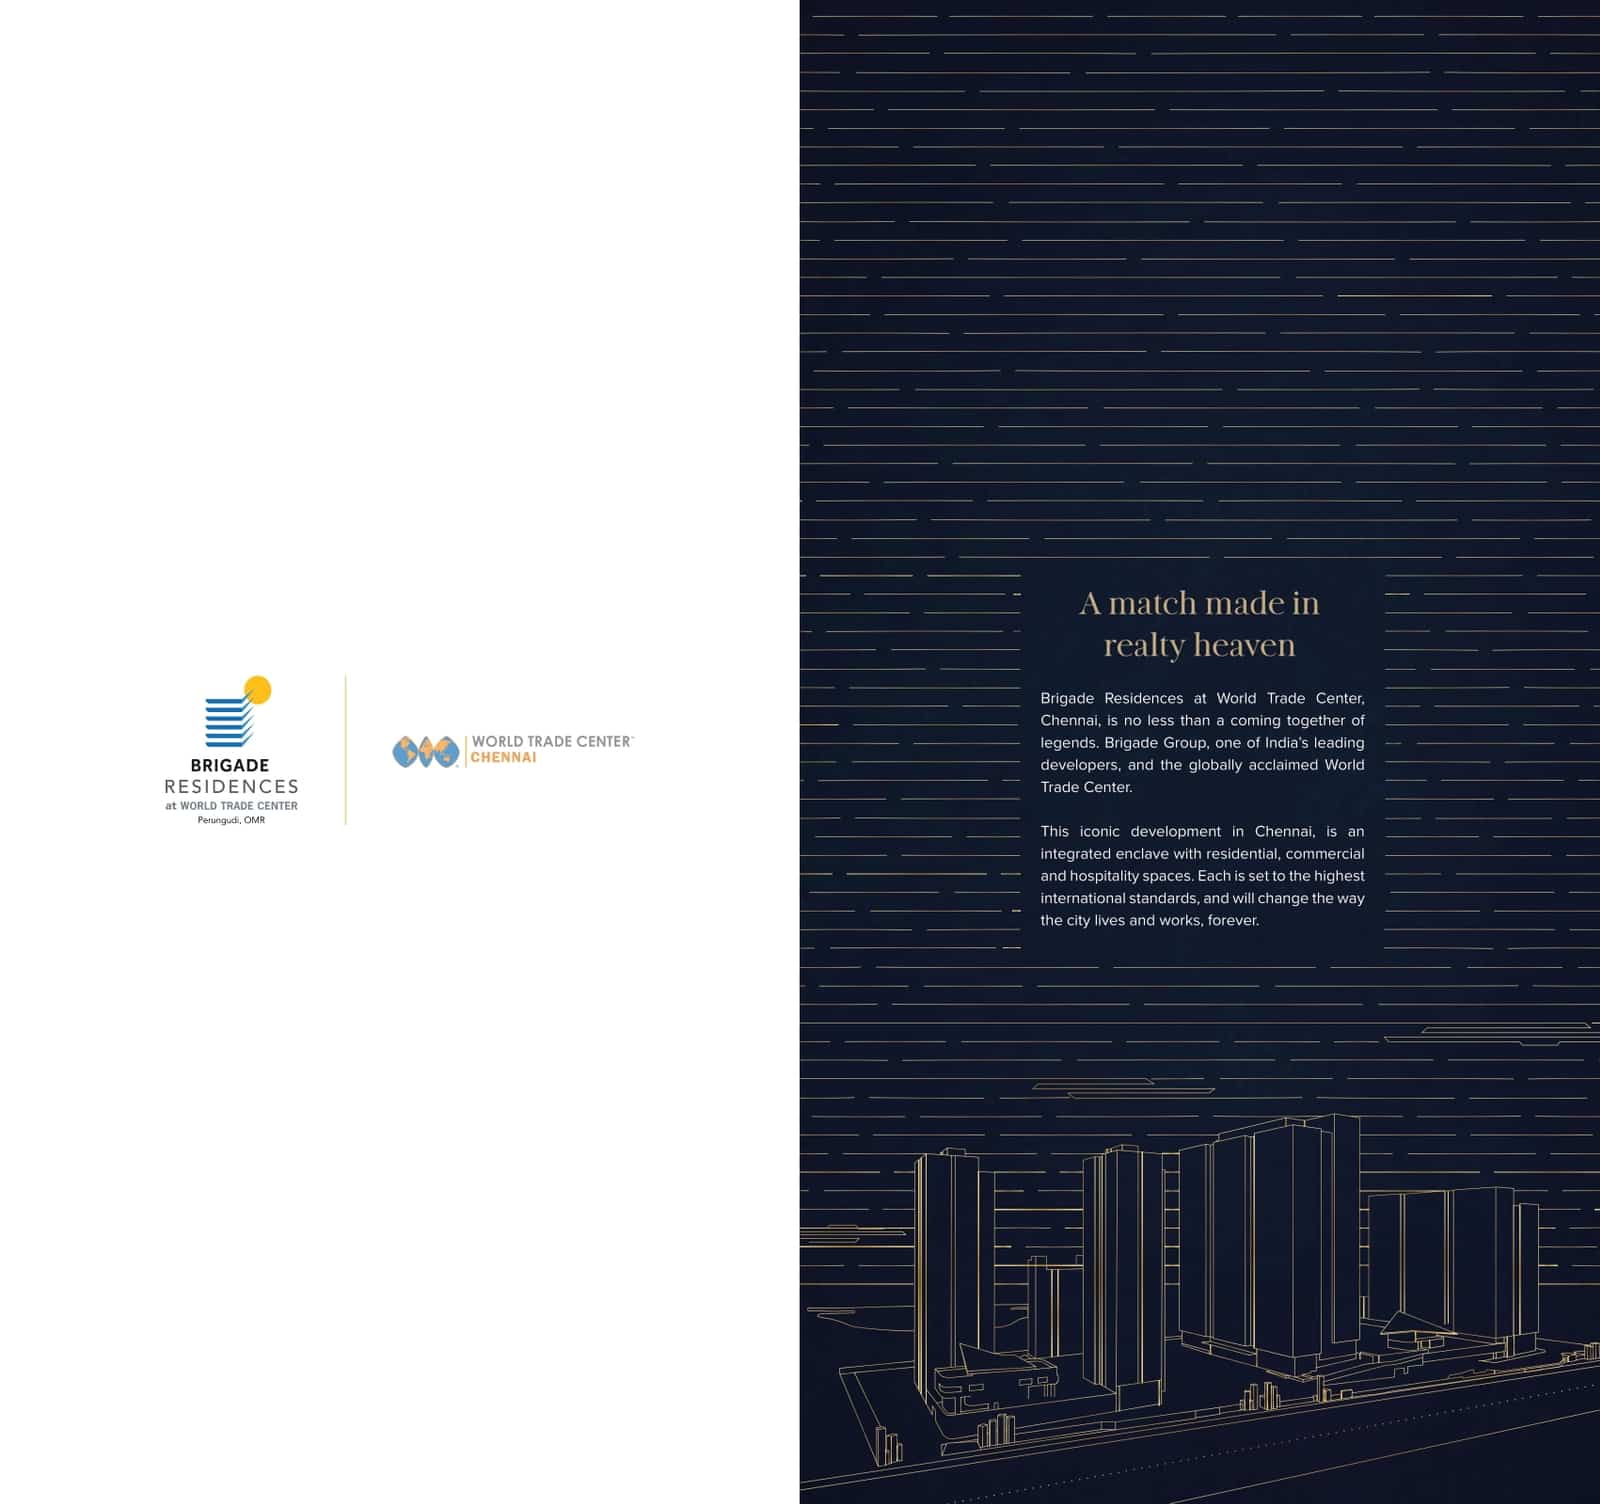 BRIGADE
RESIDENCES
at WORLD TRADE CENTER
Perungudi, OMR
WORLD TRADE CENTER™
CHENNAI
A match made in
realty heaven
Brigade Residences at World Trade Center,
Chennai, is no less than a coming together of
legends. Brigade Group, one of India's leading
developers, and the globally acclaimed World
Trade Center.
This iconic development in Chennai, is an
integrated enclave with residential, commercial
and hospitality spaces. Each is set to the highest
international standards, and will change the way
the city lives and works, forever.